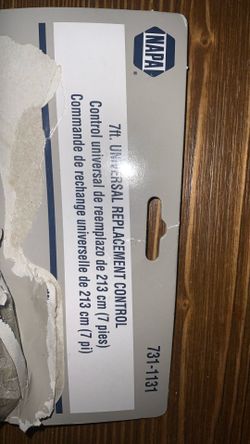 NAPA
7ft. UNIVERSAL REPLACEMENT CONTROL
Control universal de reemplazo de 213 cm (7 pies)
Commande de rechange universelle de 213 cm (7 pi)
731-1131